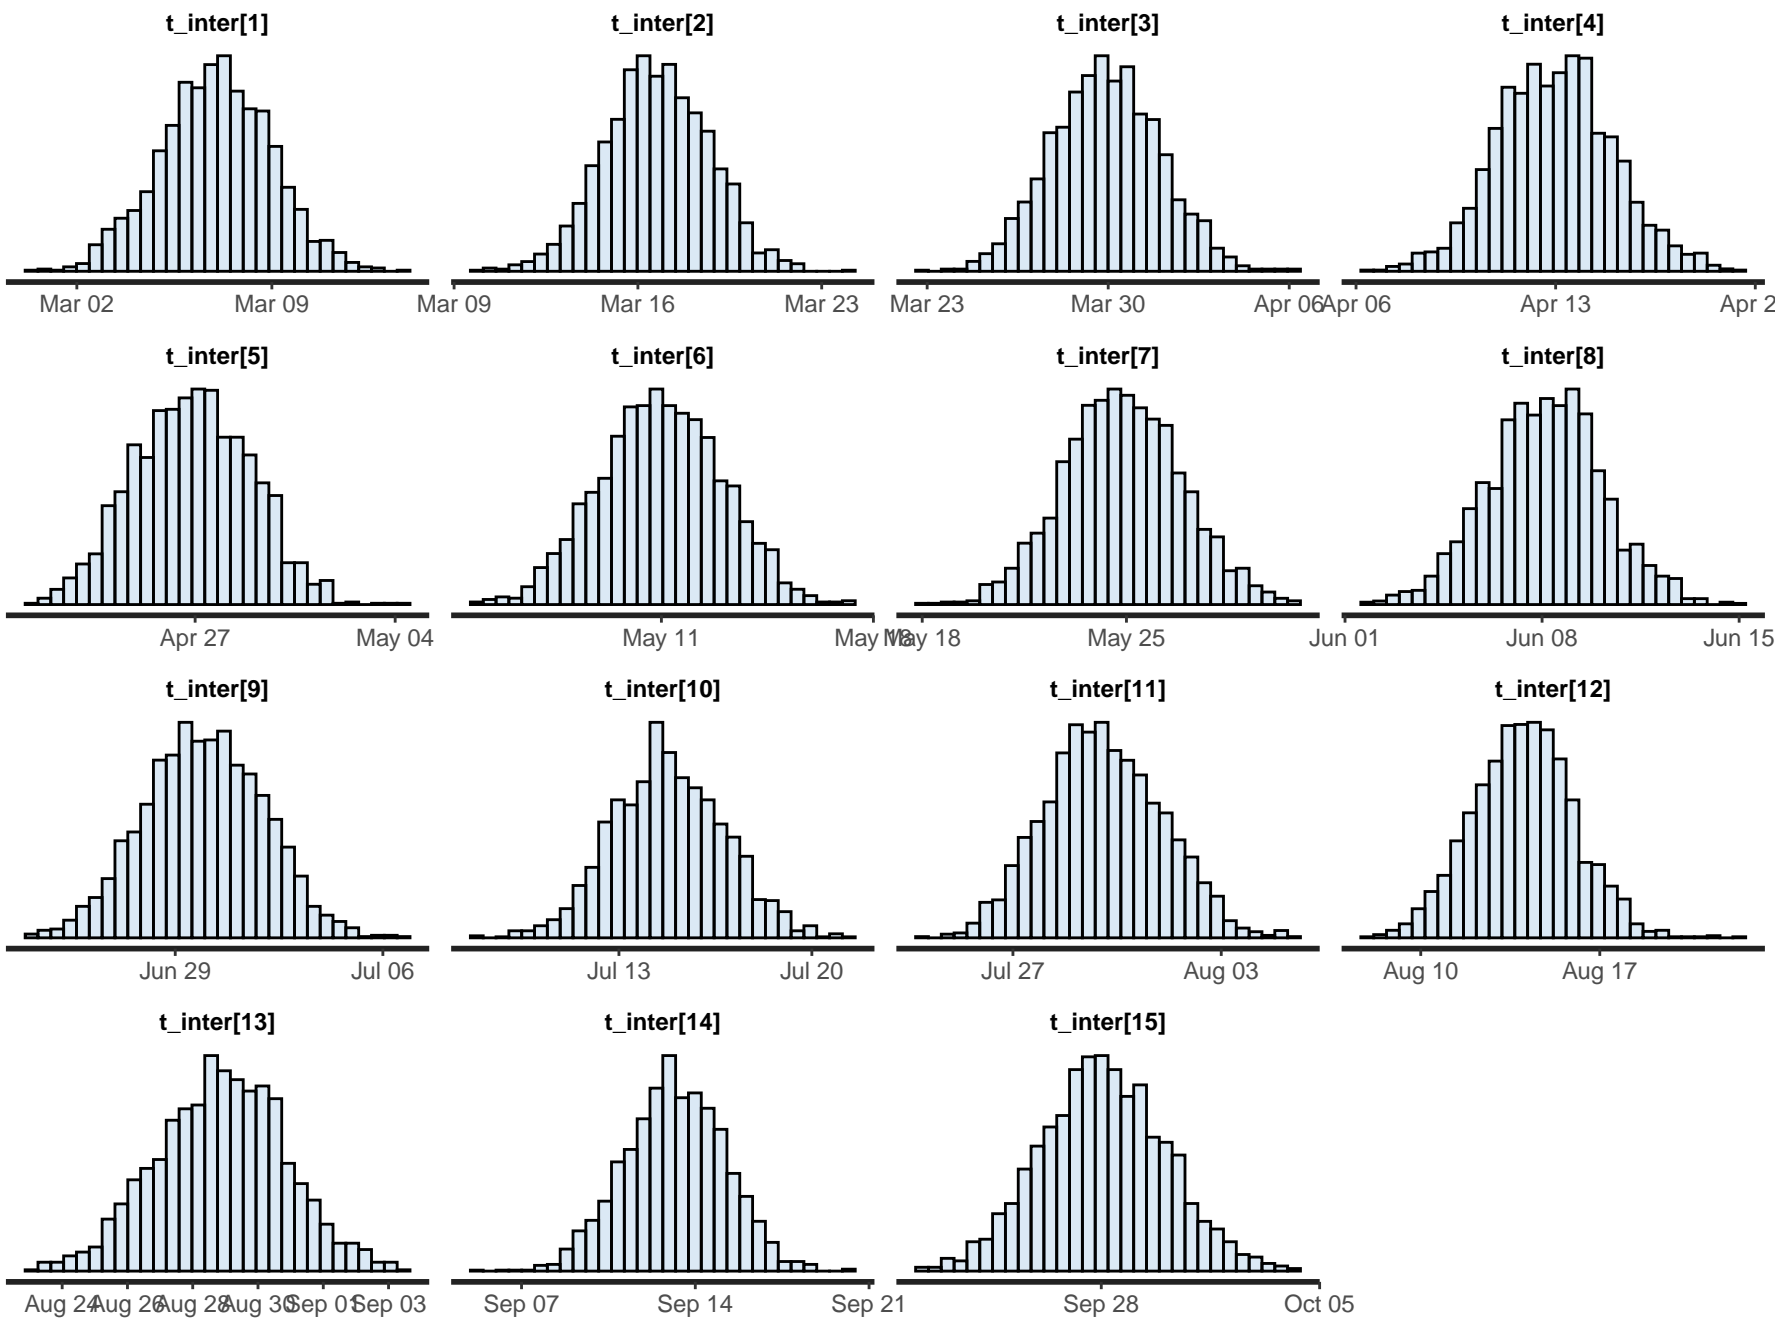 t_inter[1] t_inter[2] t_inter[3] t_inter[4]
Mar 02 Mar 09 Mar 09 Mar 16 Mar 23 Mar 23 Mar 30 Apr 06 Apr 06 Apr 13 Apr 2
t_inter[5] t_inter[6] t_inter[7] t_inter[8]
Apr 27 May 04 May 11 May 18 May 18 May 25 Jun 01 Jun 08 Jun 15
t_inter[9] t_inter[10] t_inter[11] t_inter[12]
Jun 29 Jul 06 Jul 13 Jul 20 Jul 27 Aug 03 Aug 10 Aug 17
t_inter[13] t_inter[14] t_inter[15]
Aug 24 Aug 26 Aug 28 Aug 30 Sep 01 Sep 03 Sep 07 Sep 14 Sep 21 Sep 28 Oct 05